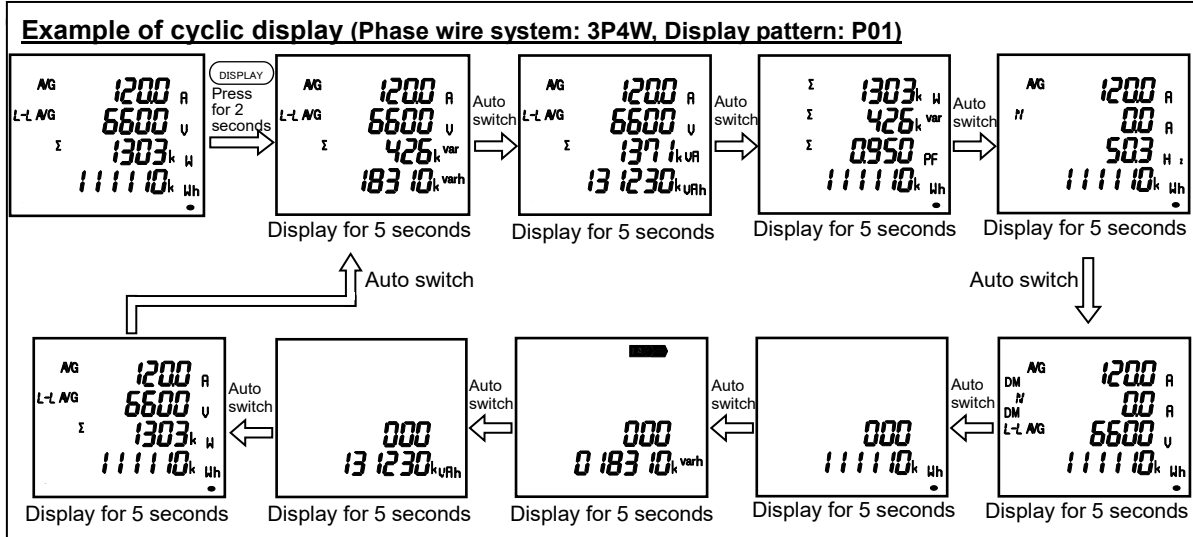 Example of cyclic display (Phase wire system: 3P4W, Display pattern: P01)
AVG 120.0 A
L-L AVG 6600 V
Σ 1303k W
111110k Wh
DISPLAY
Press
for 2
seconds
AVG 120.0 A
L-L AVG 6600 V
Σ 426k var
18310k varh
Display for 5 seconds
Auto
switch
AVG 120.0 A
L-L AVG 6600 V
Σ 1371k VA
131230k VAh
Display for 5 seconds
Auto
switch
Σ 1303k W
Σ 426k var
Σ 0.950 PF
111110k Wh
Display for 5 seconds
Auto
switch
AVG 120.0 A
N 0.0 A
50.3 Hz
111110k Wh
Display for 5 seconds
Auto switch
Auto switch
AVG 120.0 A
L-L AVG 6600 V
Σ 1303k W
111110k Wh
Display for 5 seconds
Auto
switch
000
131230k VAh
Display for 5 seconds
Auto
switch
000
018310k varh
Display for 5 seconds
Auto
switch
000
111110k Wh
Display for 5 seconds
Auto
switch
DM AVG 120.0 A
DM N 0.0 A
L-L AVG 6600 V
111110k Wh
Display for 5 seconds